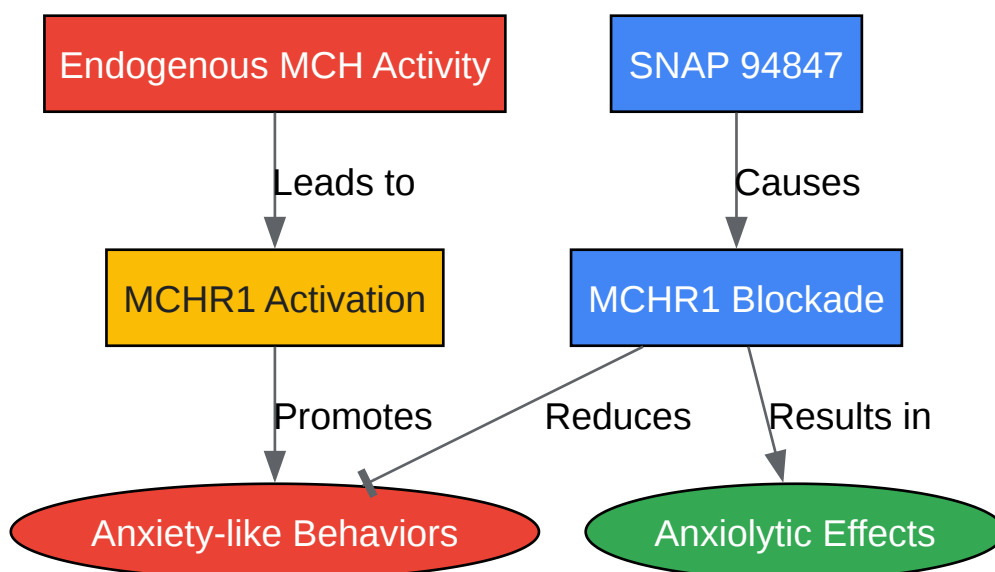 Endogenous MCH Activity
SNAP 94847
Leads to
Causes
MCHR1 Activation
MCHR1 Blockade
Promotes
Reduces
Results in
Anxiety-like Behaviors
Anxiolytic Effects